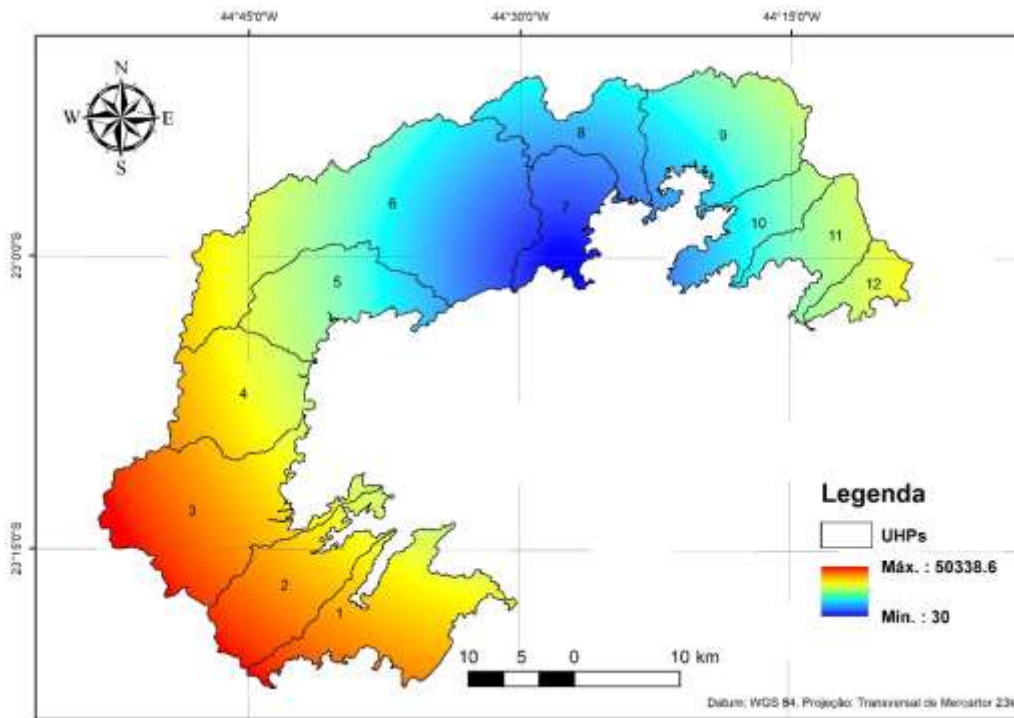 44°45'0"W 44°30'0"W 44°15'0"W
N
W E
S
8
9
6
7
10
11
23°0'0"S
5
12
4
3
23°15'0"S
2
1
Legenda
UHPs
Máx. : 50338.6
Min. : 30
10 5 0 10 km
Datum: WGS 84, Projeção: Transversal de Mercartor 23s